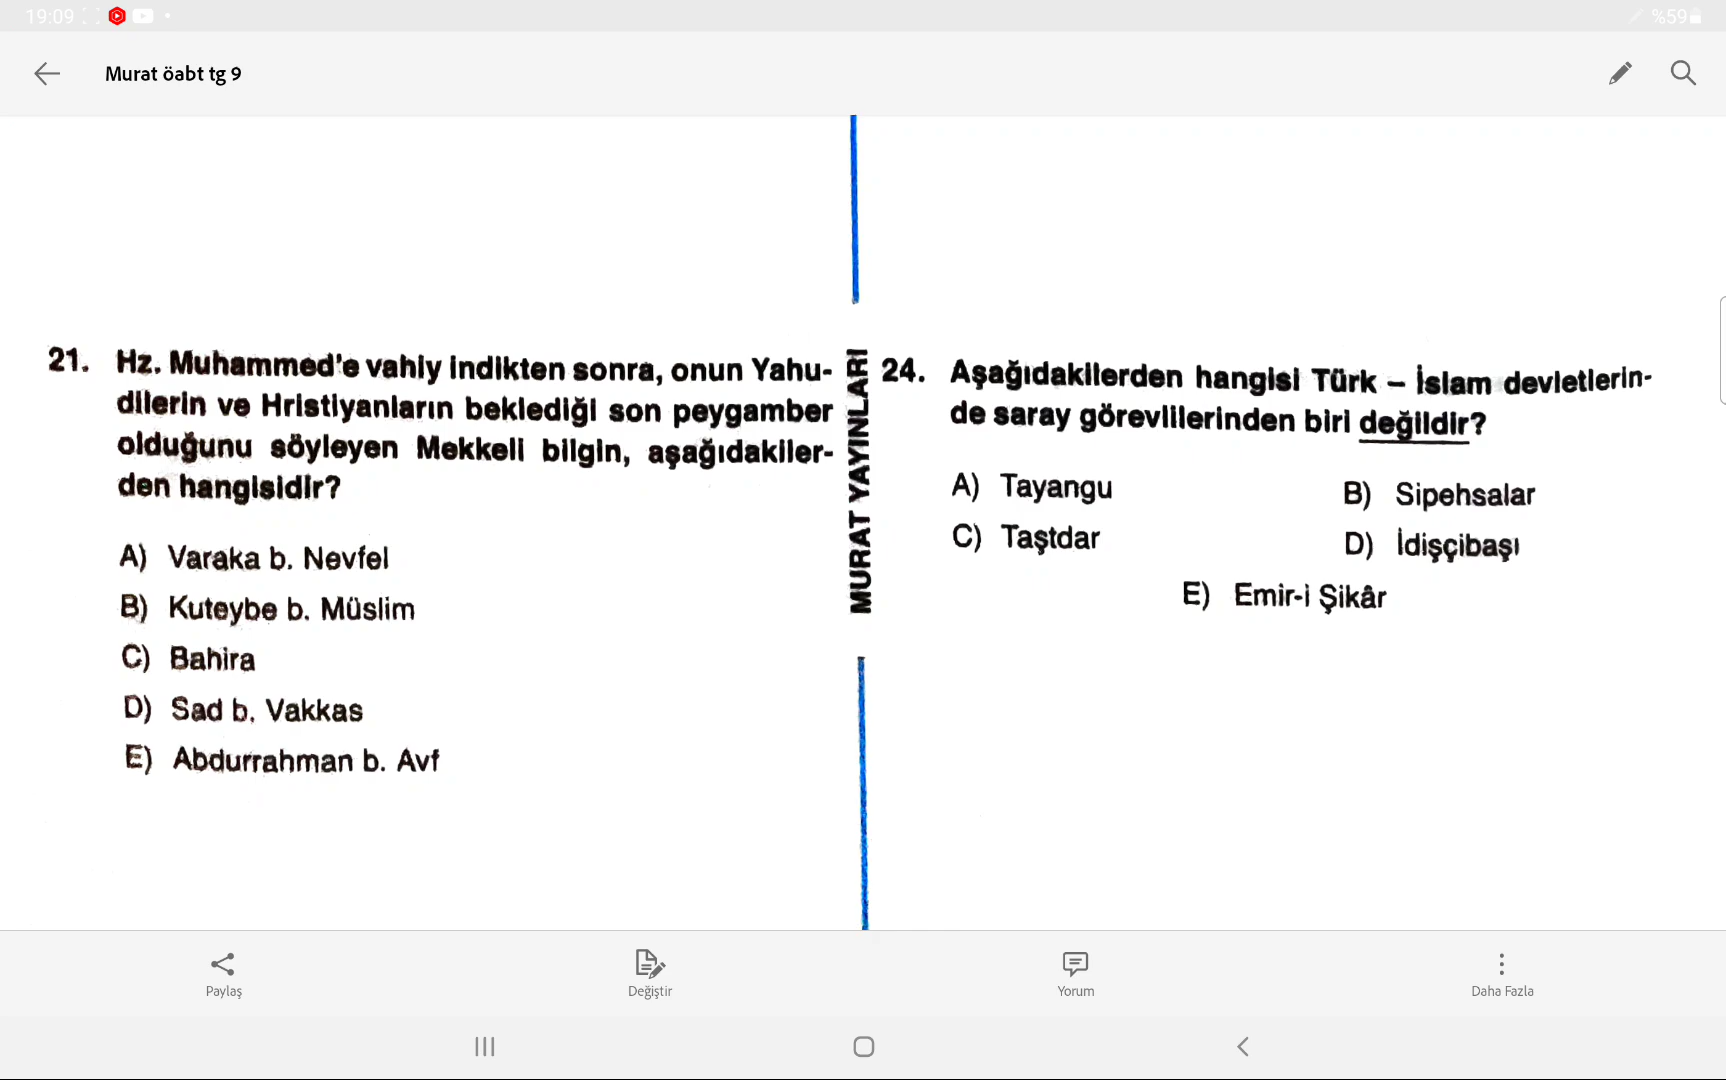 19:09
%59
Murat öabt tg 9
21. Hz. Muhammed'e vahiy indikten sonra, onun Yahu-
dilerin ve Hristiyanların beklediği son peygamber
olduğunu söyleyen Mekkeli bilgin, aşağıdakiler-
den hangisidir?
A) Varaka b. Nevfel
B) Kuteybe b. Müslim
C) Bahira
D) Sad b. Vakkas
E) Abdurrahman b. Avf
MURAT YAYINLARI
24. Aşağıdakilerden hangisi Türk – İslam devletlerin-
de saray görevlilerinden biri değildir?
A) Tayangu
B) Sipehsalar
C) Taştdar
D) İdişçibaşı
E) Emir-i Şikâr
Paylaş
Değiştir
Yorum
Daha Fazla